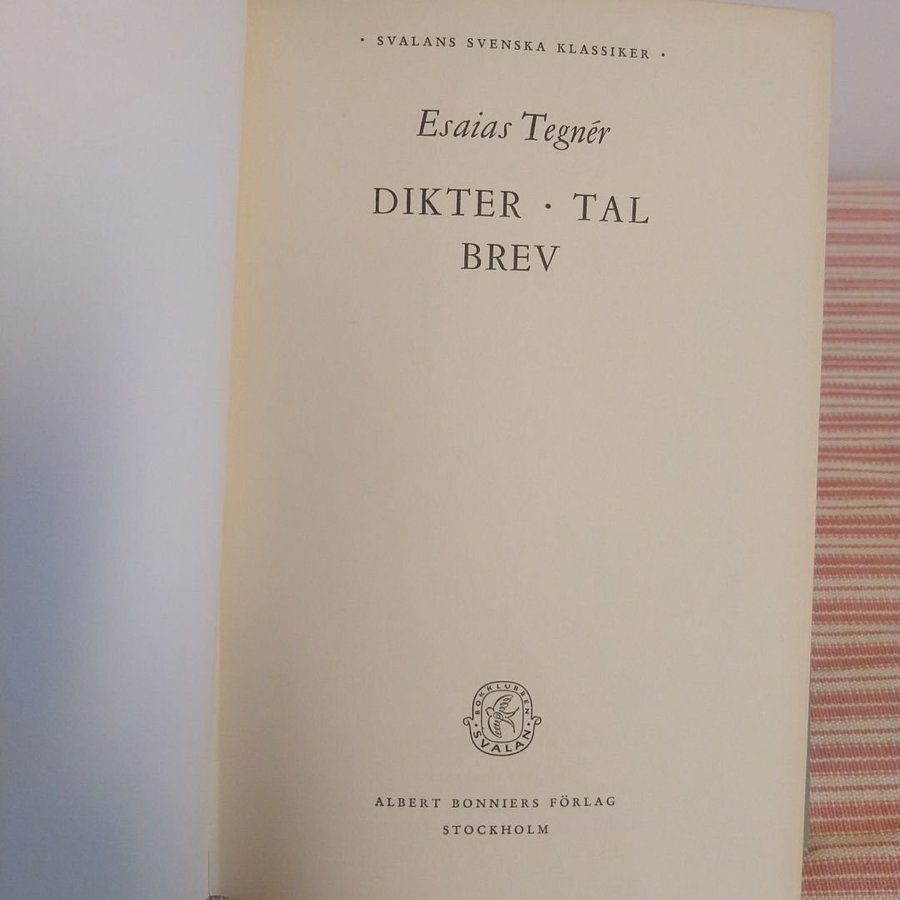 · SVALANS SVENSKA KLASSIKER ·
Esaias Tegnér
DIKTER · TAL
BREV
BOKKLUBBEN
· SVALAN ·
ALBERT BONNIERS FÖRLAG
STOCKHOLM